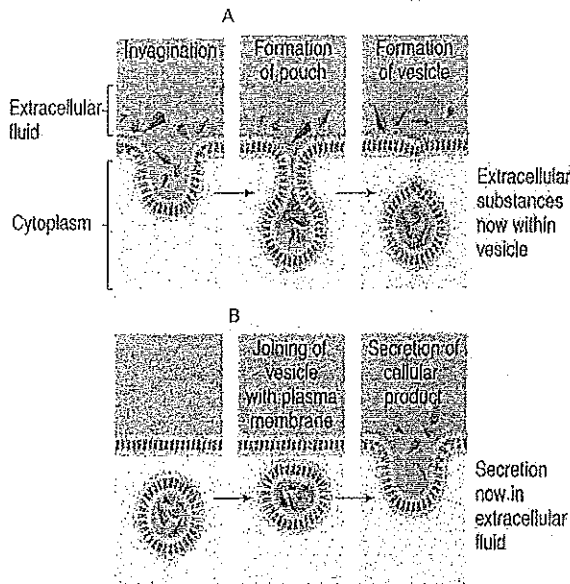 A
Invagination
Formation
of pouch
Formation
of vesicle
Extracellular
fluid
Cytoplasm
Extracellular
substances
now within
vesicle
B
Joining of
vesicle
with plasma
membrane
Secretion of
cellular
product
Secretion
now in
extracellular
fluid